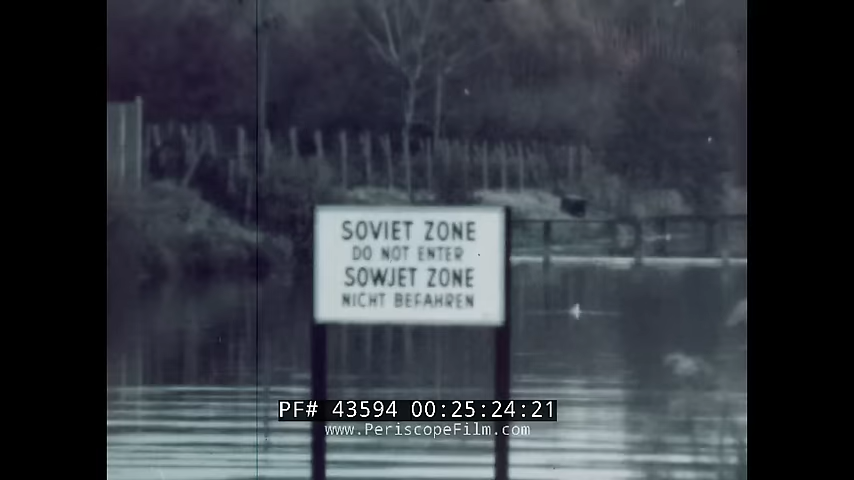 SOVIET ZONE
DO NOT ENTER
SOWJET ZONE
NICHT BEFAHREN
PF# 43594 00:25:24:21
www.PeriscopeFilm.com